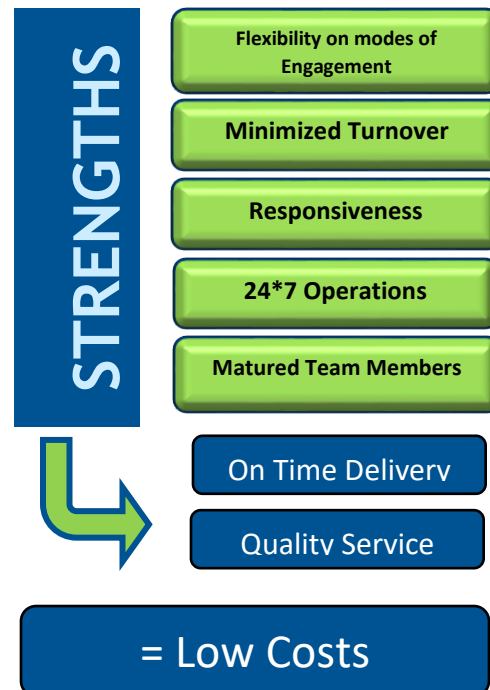 STRENGTHS
Flexibility on modes of
Engagement
Minimized Turnover
Responsiveness
24*7 Operations
Matured Team Members
On Time Delivery
Quality Service
= Low Costs